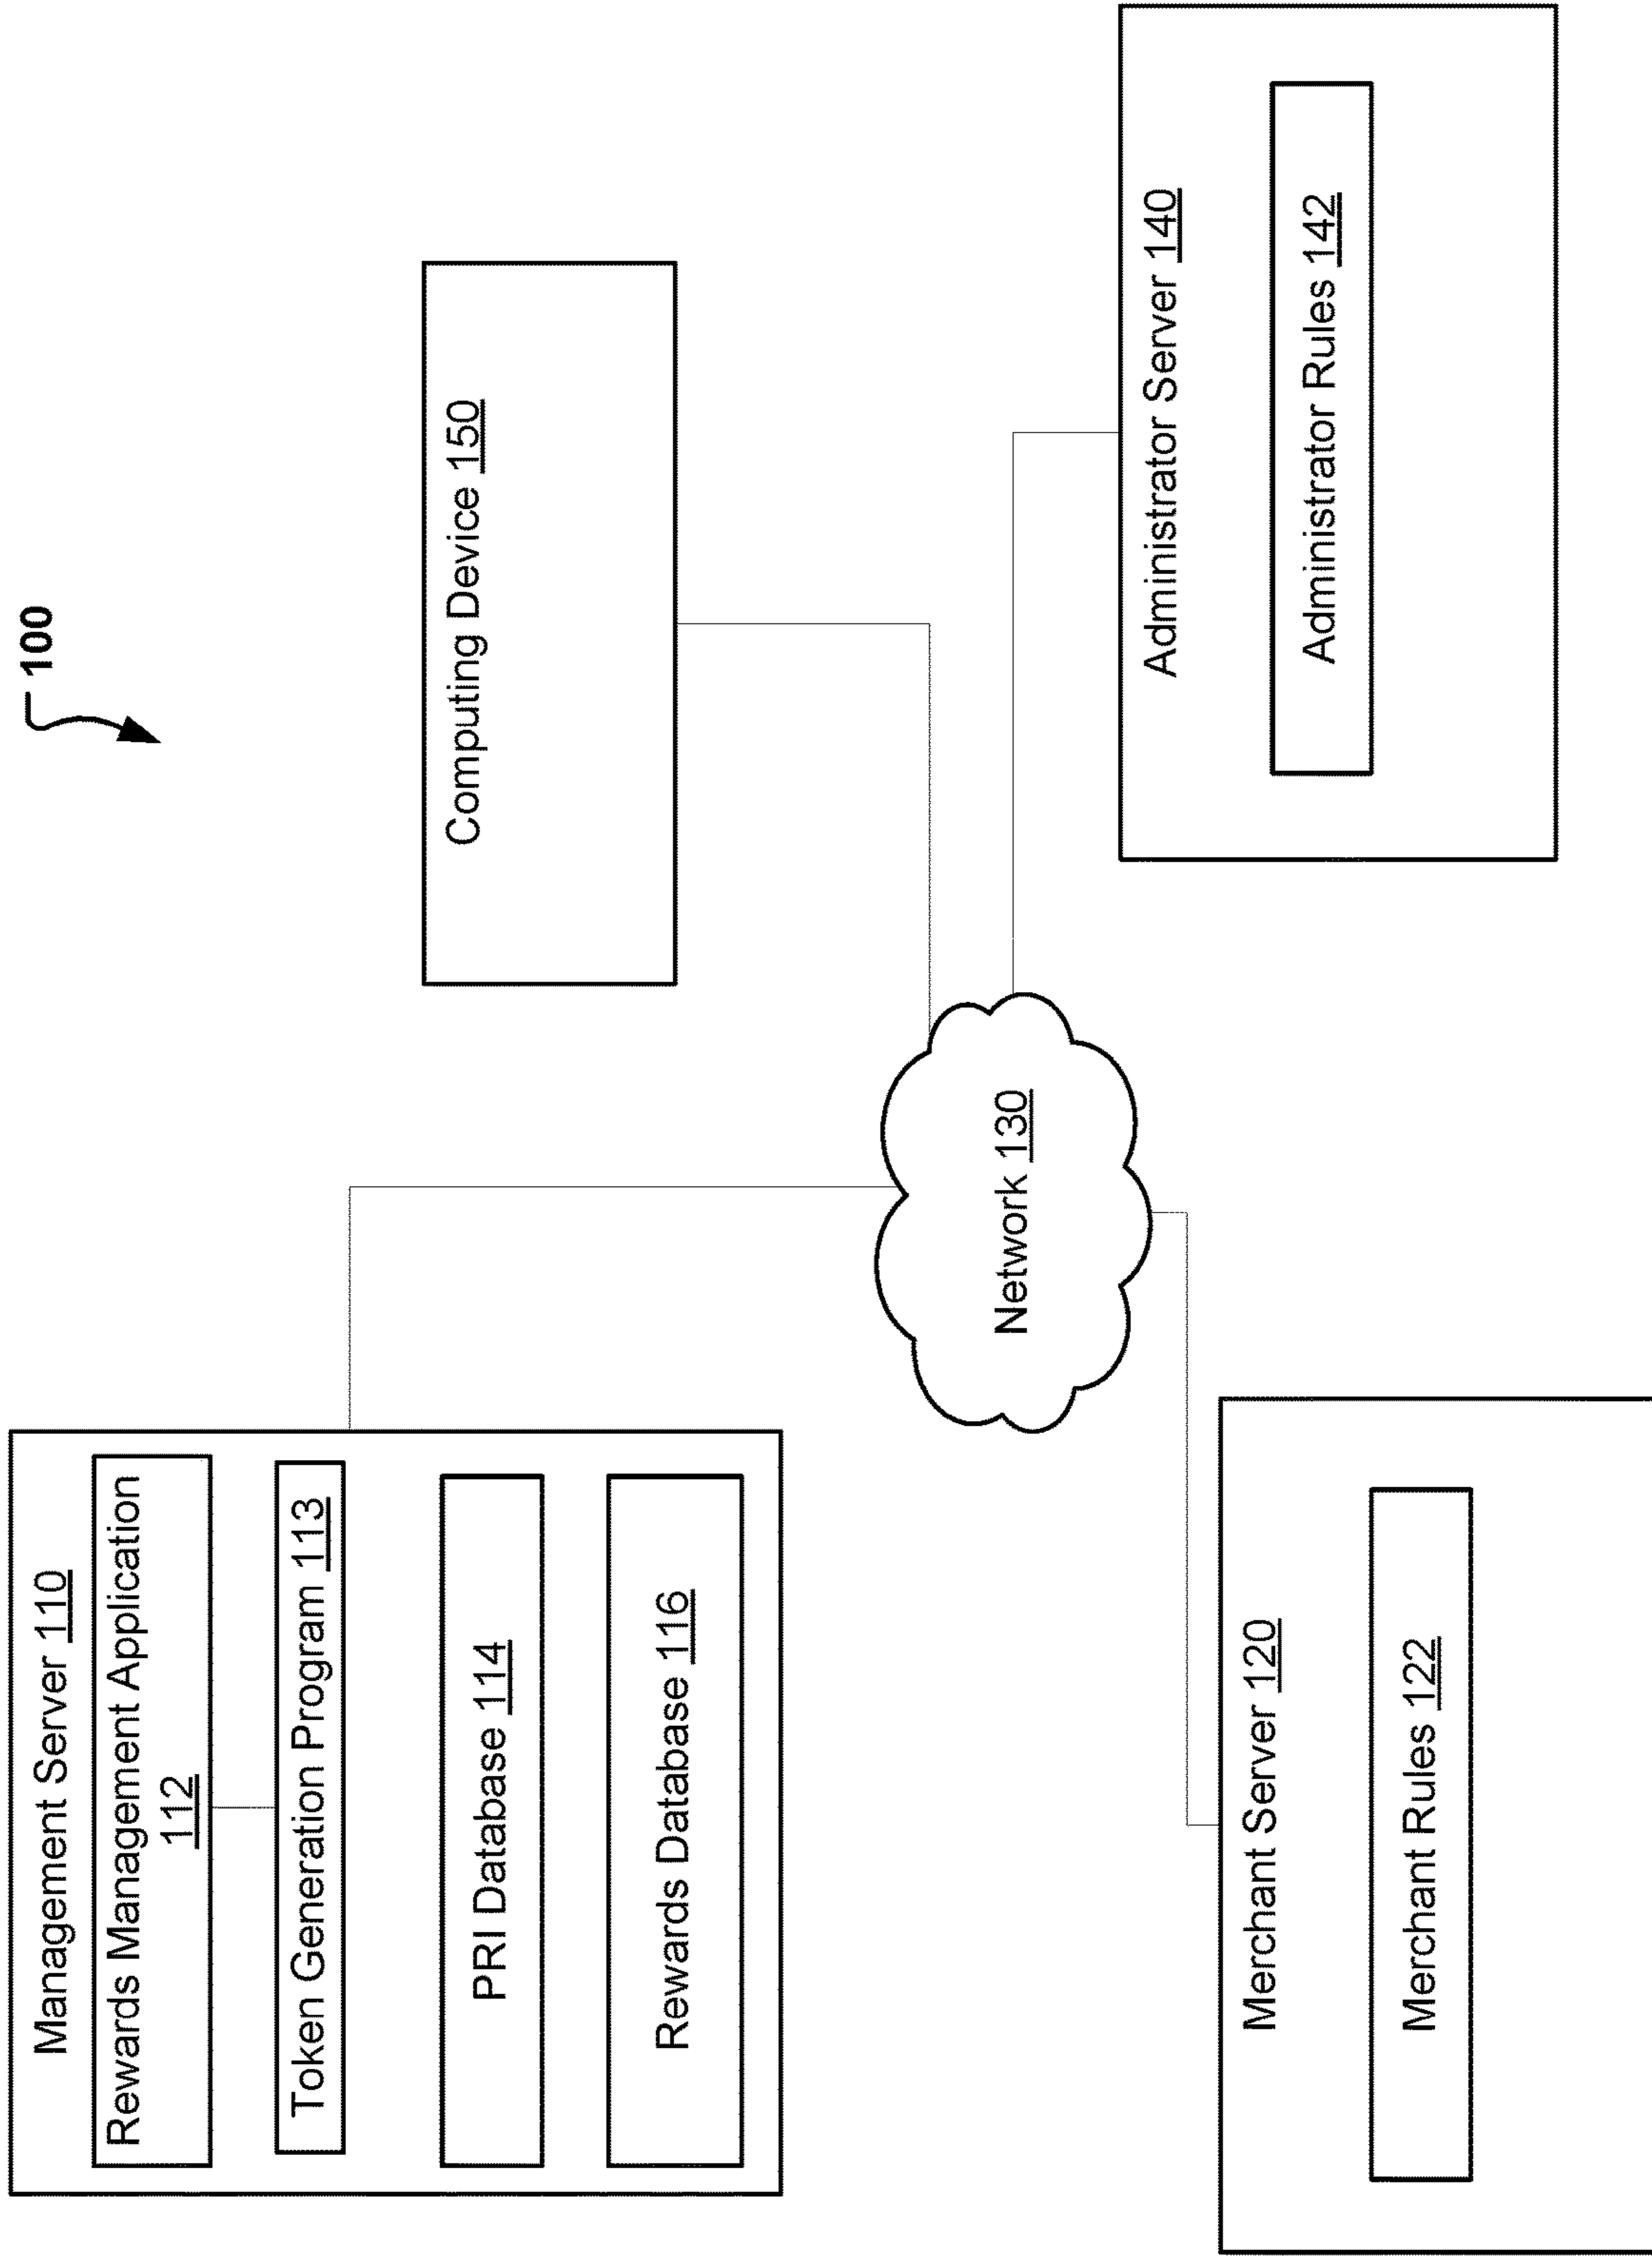 100
Management Server 110
Rewards Management Application
112
Token Generation Program 113
PRI Database 114
Rewards Database 116
Computing Device 150
Network 130
Merchant Server 120
Merchant Rules 122
Administrator Server 140
Administrator Rules 142